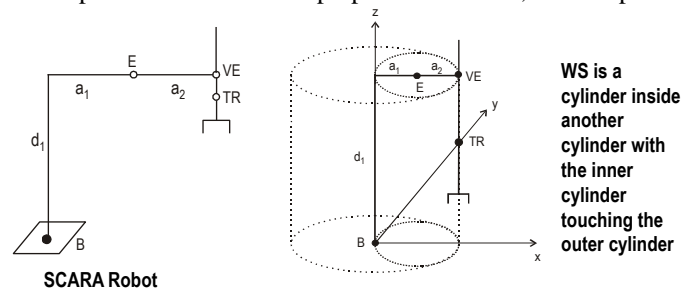 E
VE
a1
a2
TR
d1
B
SCARA Robot
z
a1
a2
E
VE
y
TR
d1
B
x
WS is a
cylinder inside
another
cylinder with
the inner
cylinder
touching the
outer cylinder